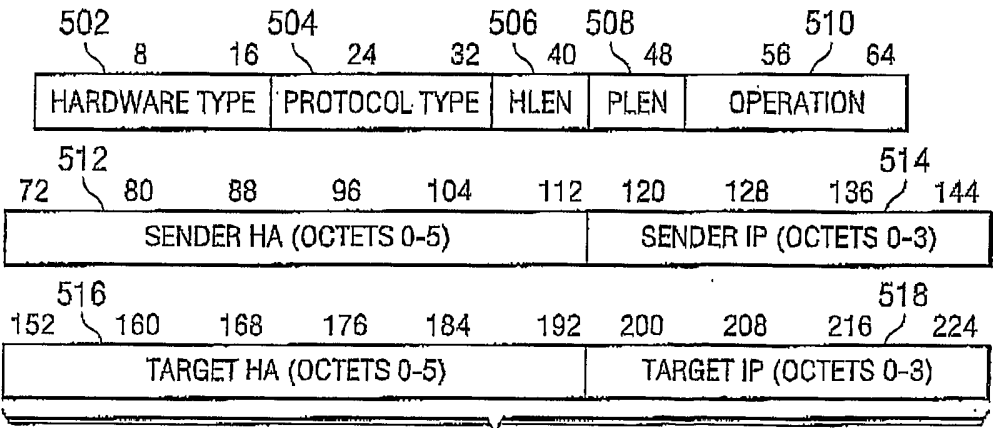 502 504 506 508 510
8 16 24 32 40 48 56 64
HARDWARE TYPE PROTOCOL TYPE HLEN PLEN OPERATION
512 514
72 80 88 96 104 112 120 128 136 144
SENDER HA (OCTETS 0-5) SENDER IP (OCTETS 0-3)
516 518
152 160 168 176 184 192 200 208 216 224
TARGET HA (OCTETS 0-5) TARGET IP (OCTETS 0-3)